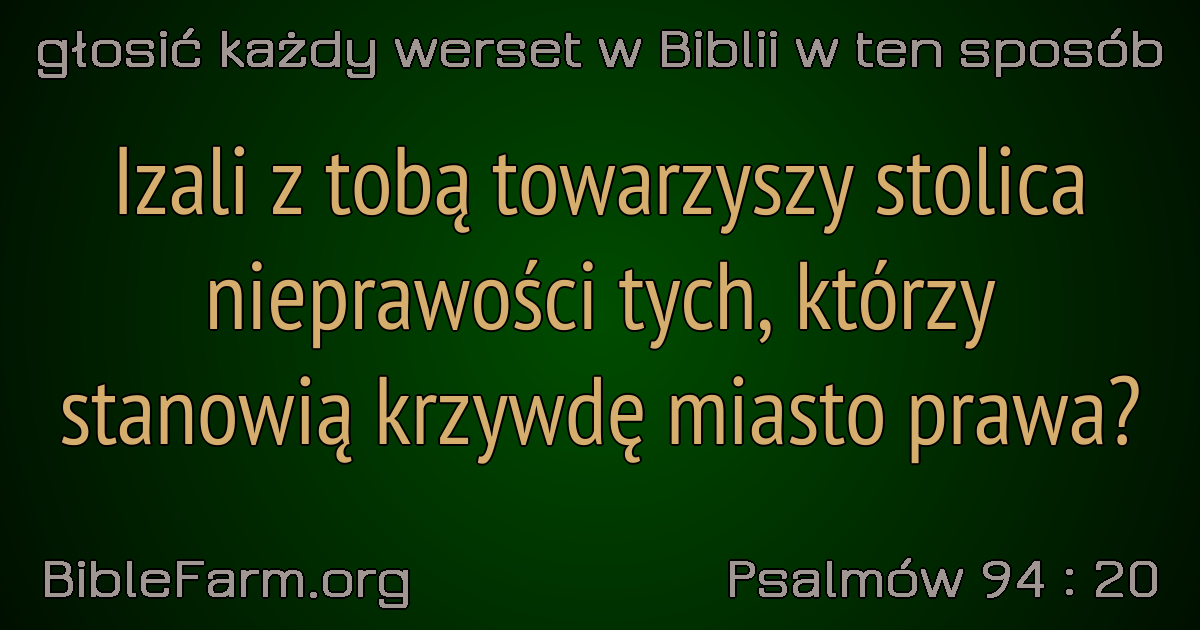 głosić każdy werset w Biblii w ten sposób
Izali z tobą towarzyszy stolica
nieprawości tych, którzy
stanowią krzywdę miasto prawa?
BibleFarm.org
Psalmów 94 : 20